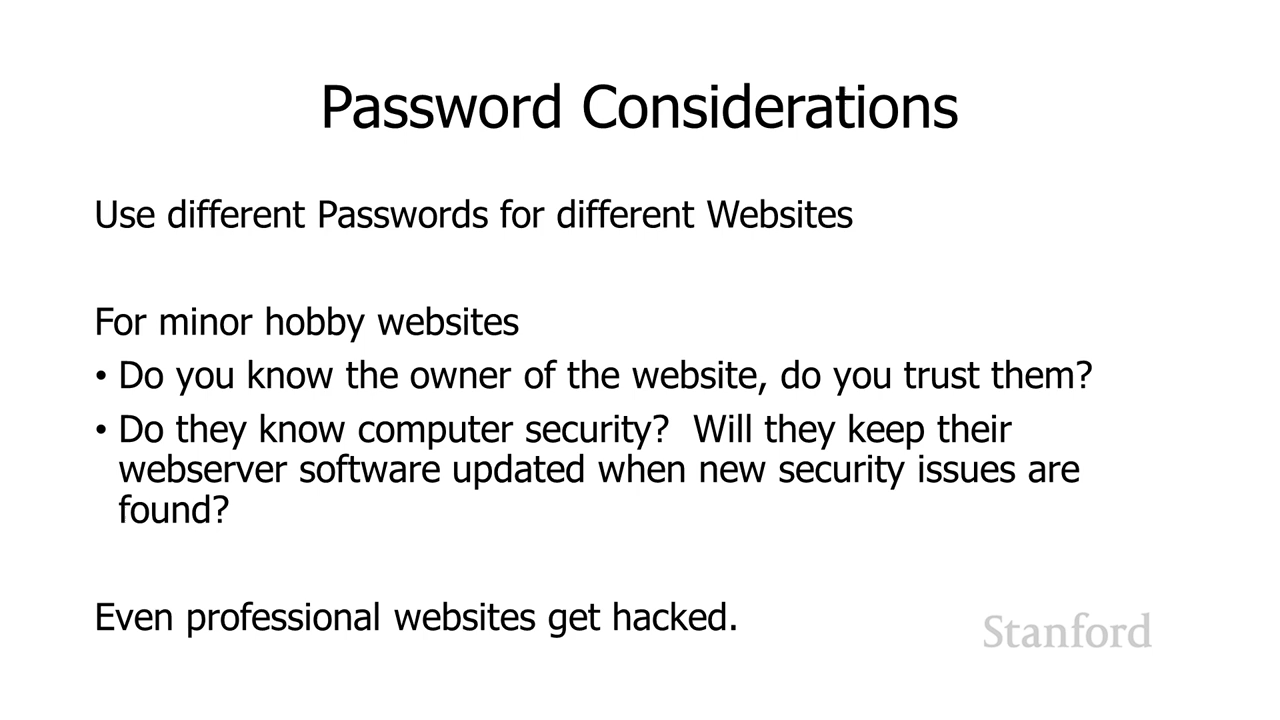 Password Considerations
Use different Passwords for different Websites
For minor hobby websites
• Do you know the owner of the website, do you trust them?
• Do they know computer security?  Will they keep their
webserver software updated when new security issues are
found?
Even professional websites get hacked.
Stanford